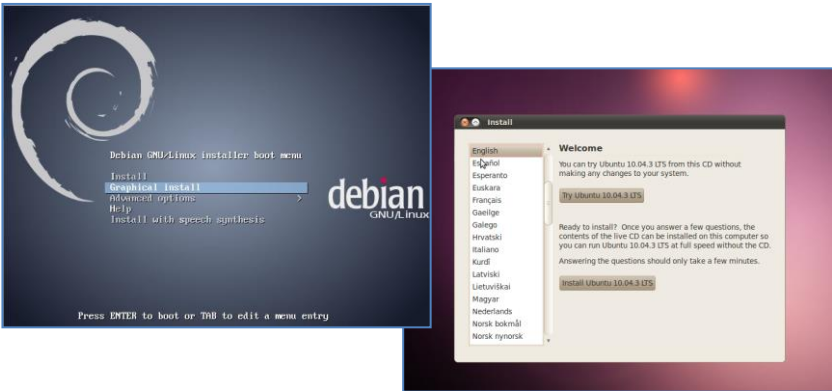 Debian GNU/Linux installer boot menu
Install
Graphical install
Advanced options >
Help
Install with speech synthesis
debian
GNU/Linux
Press ENTER to boot or TAB to edit a menu entry
Install
English
Español
Esperanto
Euskara
Français
Gaeilge
Galego
Hrvatski
Italiano
Kurdî
Latviski
Lietuviškai
Magyar
Nederlands
Norsk bokmål
Norsk nynorsk
Welcome
You can try Ubuntu 10.04.3 LTS from this CD without
making any changes to your system.
Try Ubuntu 10.04.3 LTS
Ready to install? Once you answer a few questions, the
contents of the live CD can be installed on this computer so
you can run Ubuntu 10.04.3 LTS at full speed without the CD.
Answering the questions should only take a few minutes.
Install Ubuntu 10.04.3 LTS